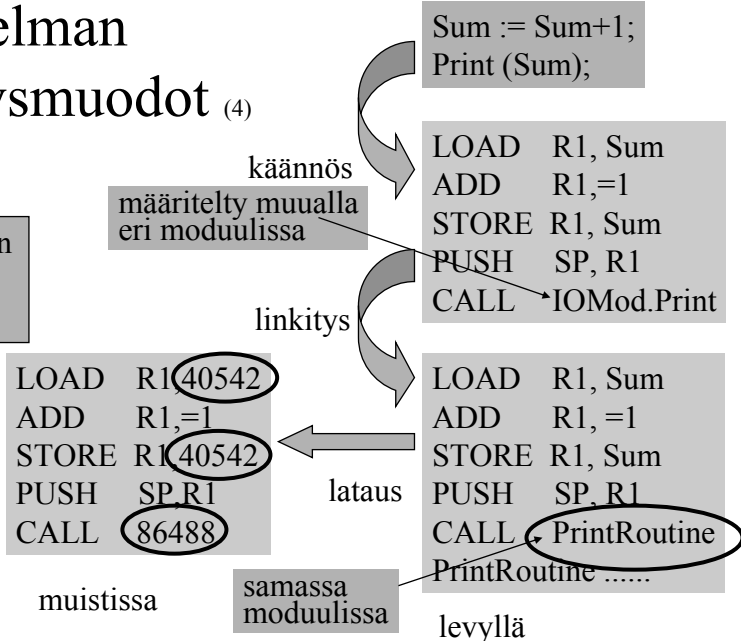 elman
ysmuodot (4)
Sum := Sum+1;
Print (Sum);
käännös
LOAD R1, Sum
ADD R1,=1
STORE R1, Sum
PUSH SP, R1
CALL IOMod.Print
määritelty muualla
eri moduulissa
n
linkitys
LOAD R1, Sum
ADD R1, =1
STORE R1, Sum
PUSH SP, R1
CALL PrintRoutine
PrintRoutine ......
lataus
LOAD R1,40542
ADD R1,=1
STORE R1,40542
PUSH SP,R1
CALL 86488
muistissa
samassa
moduulissa
levyllä